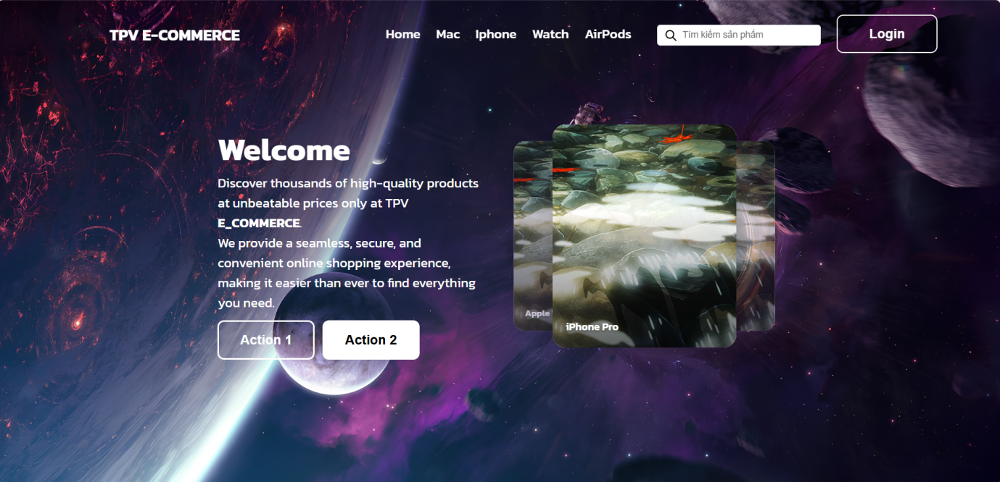 TPV E-COMMERCE
Home Mac Iphone Watch AirPods
Tìm kiếm sản phẩm
Login
Welcome
Discover thousands of high-quality products
at unbeatable prices only at TPV
E_COMMERCE.
We provide a seamless, secure, and
convenient online shopping experience,
making it easier than ever to find everything
you need.
Action 1
Action 2
Apple
iPhone Pro